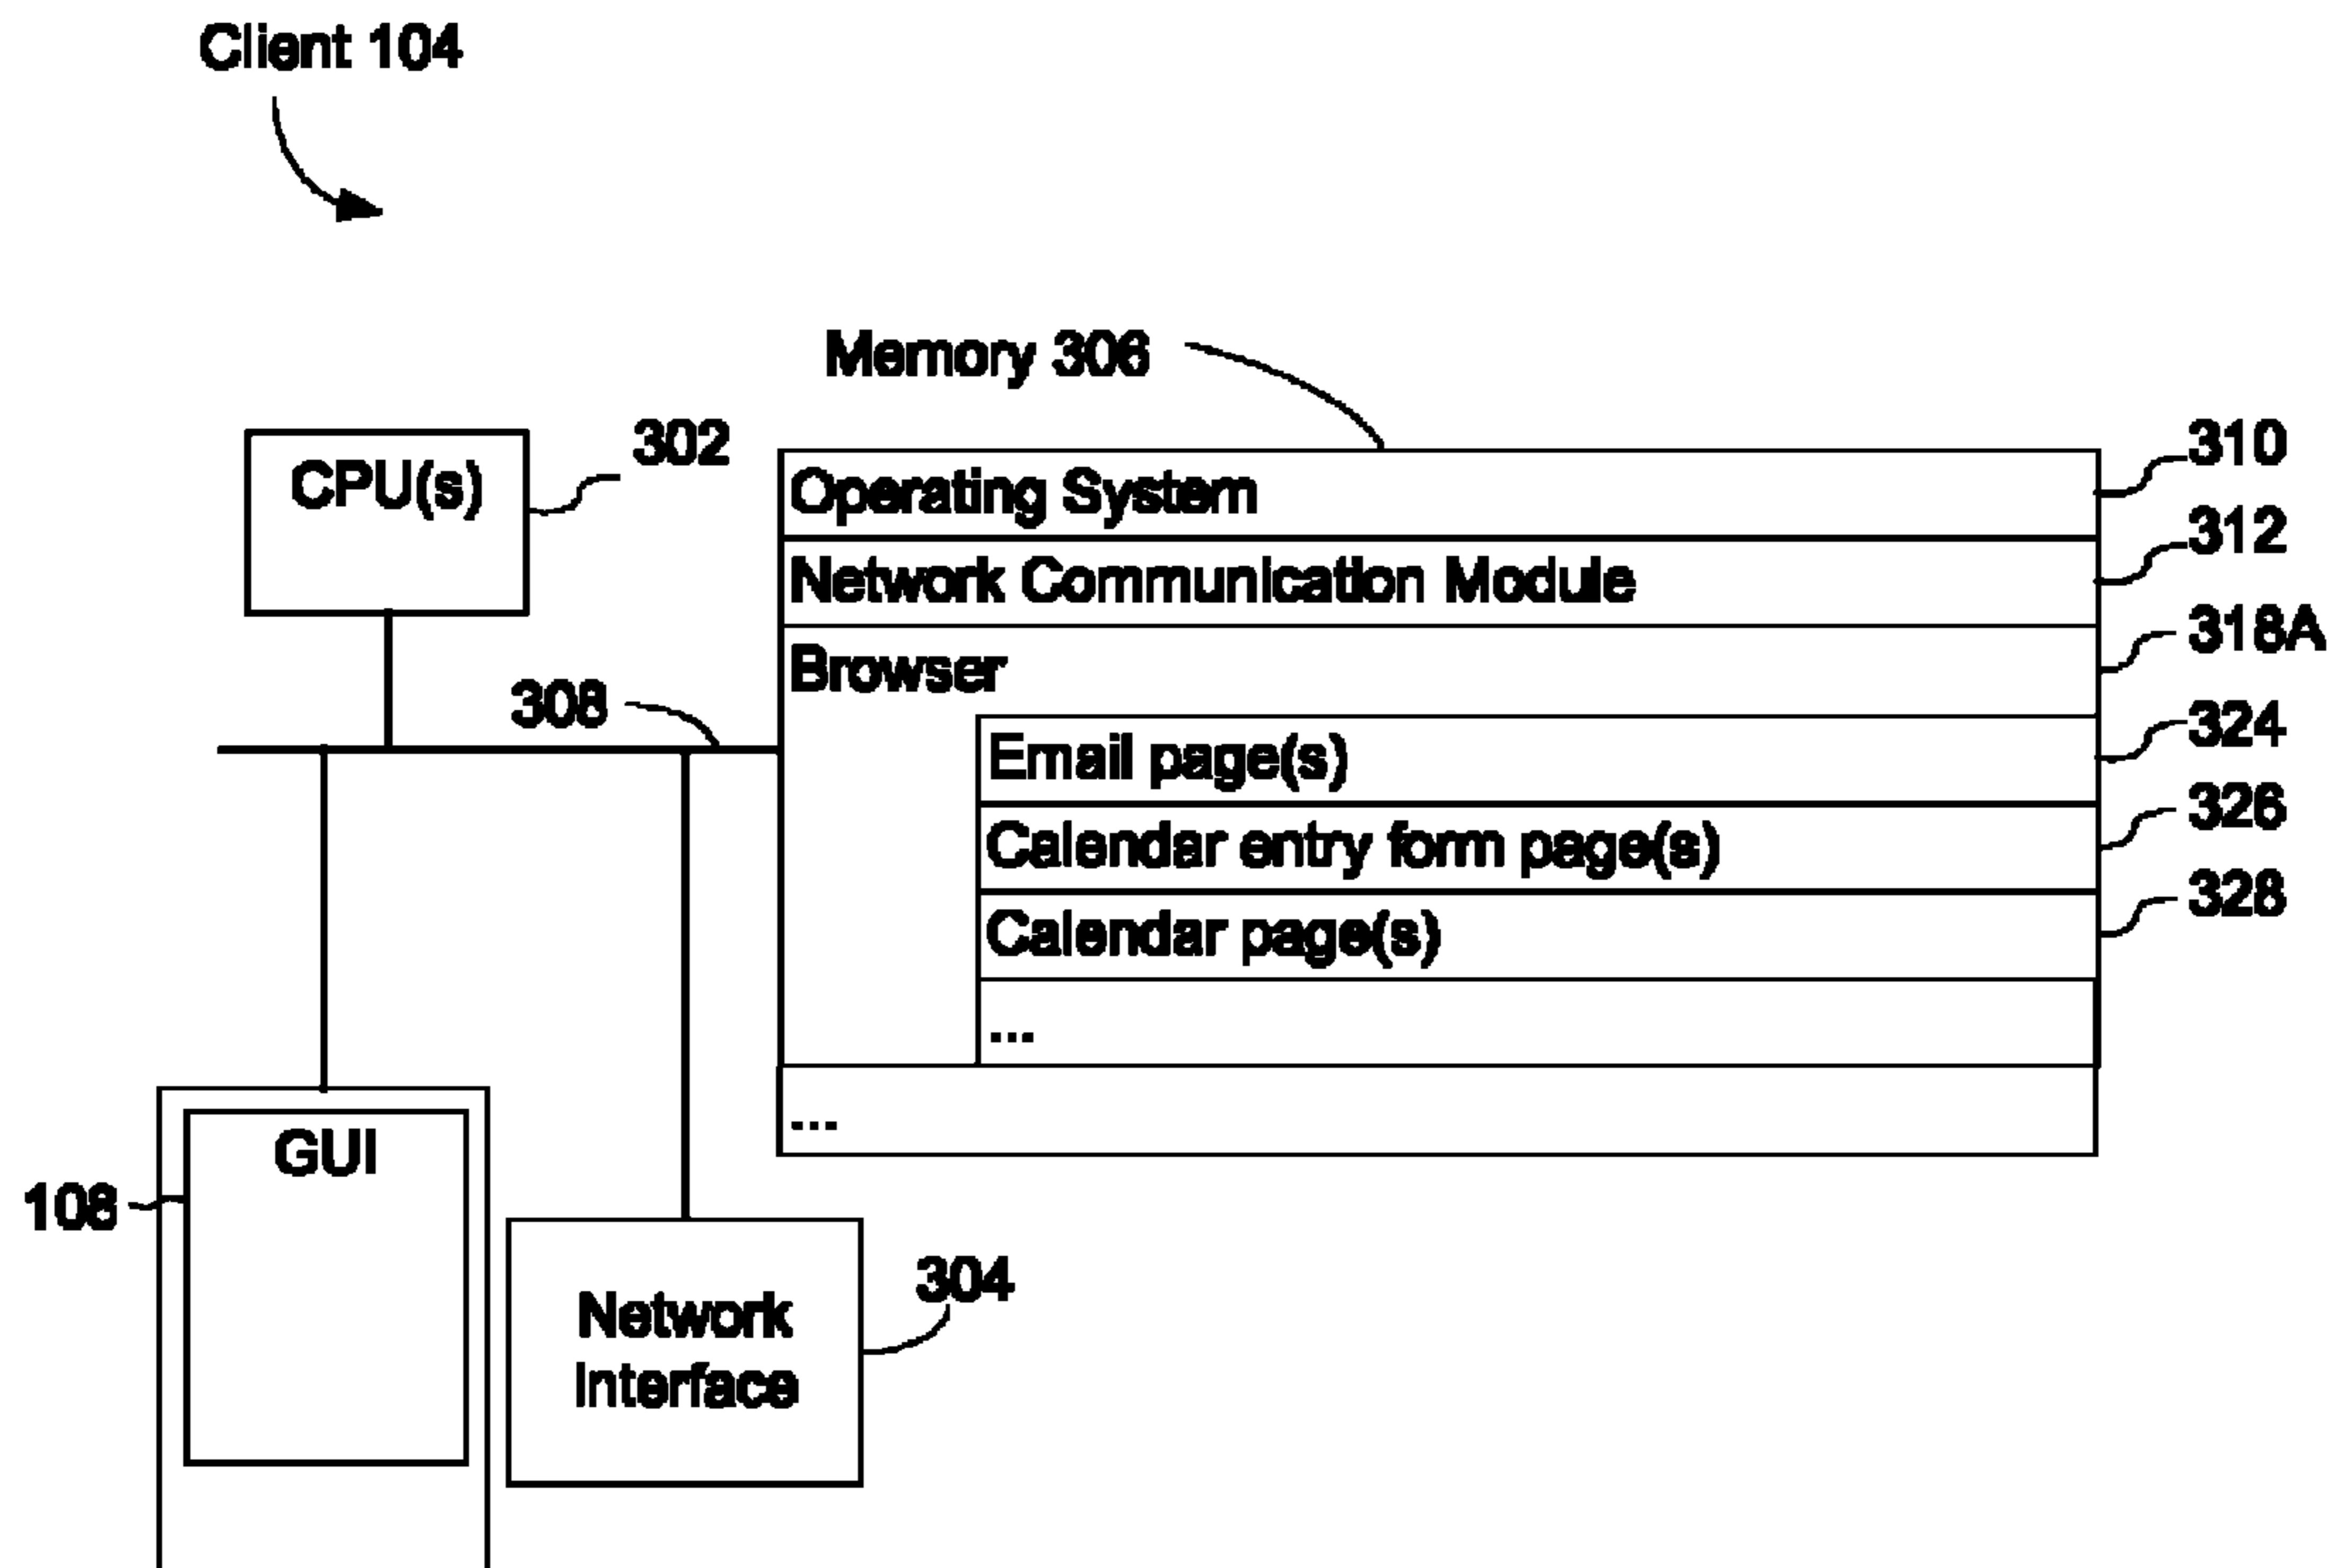 Client 104
Memory 306
CPU(s)
302
Operating System
310
Network Communication Module
312
Browser
318A
308
Email page(s)
324
Calendar entry form page(s)
326
Calendar page(s)
328
...
...
GUI
108
Network
Interface
304